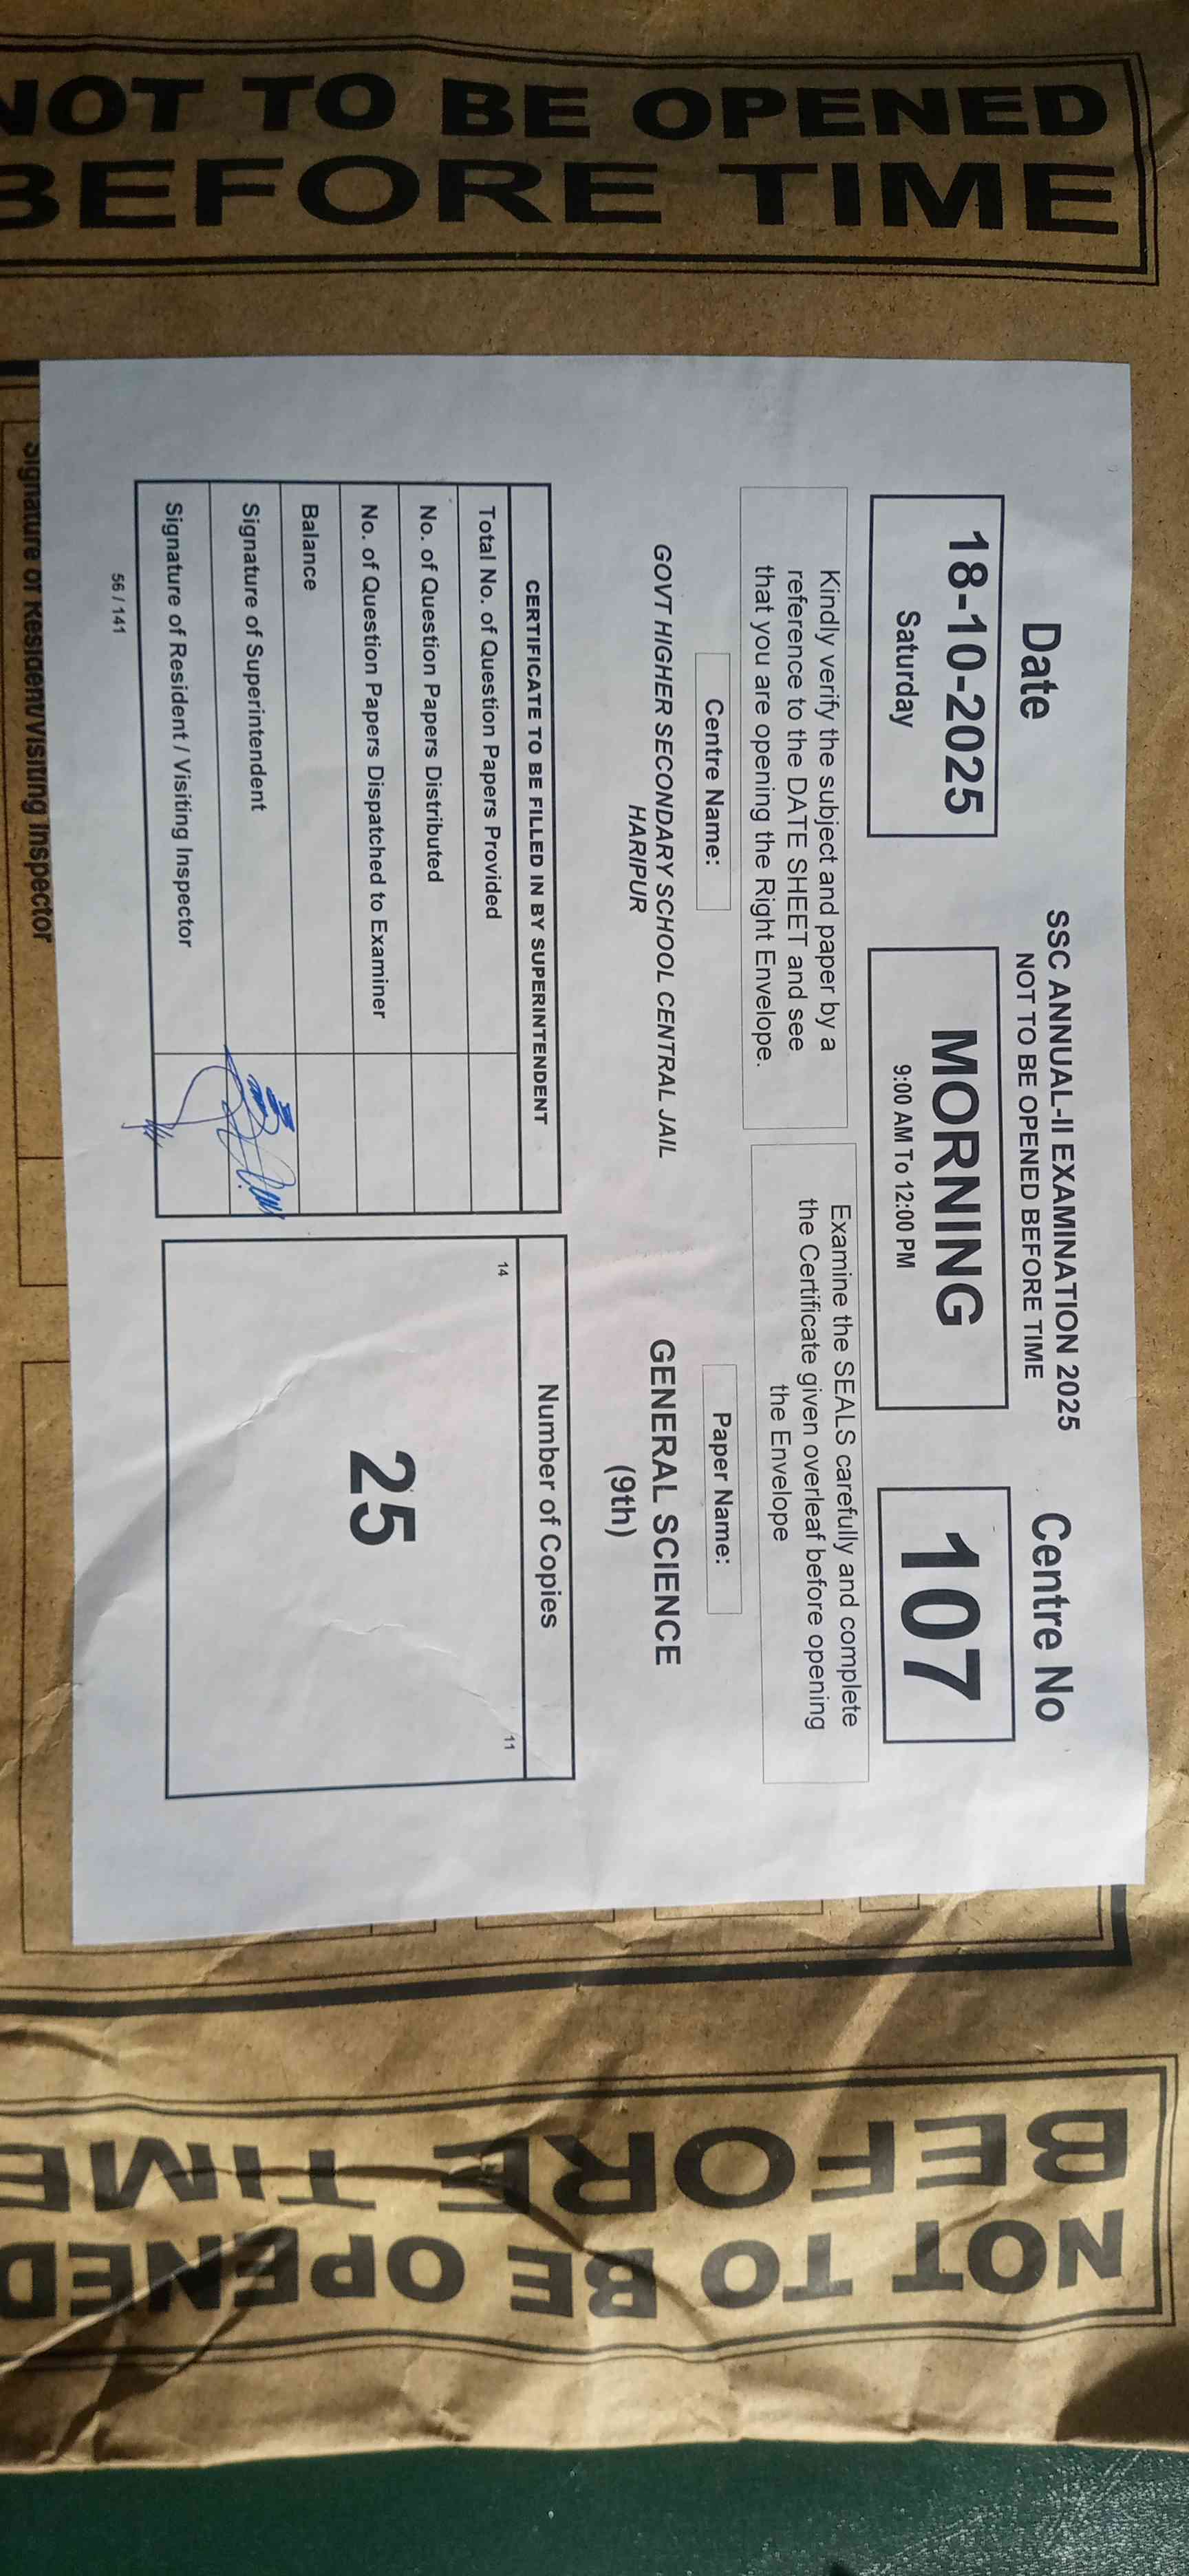 NOT TO BE OPENED
BEFORE TIME
SSC ANNUAL-II EXAMINATION 2025
NOT TO BE OPENED BEFORE TIME
Date
18-10-2025
Saturday
MORNING
9:00 AM To 12:00 PM
Centre No
107
Kindly verify the subject and paper by a
reference to the DATE SHEET and see
that you are opening the Right Envelope.
Examine the SEALS carefully and complete
the Certificate given overleaf before opening
the Envelope
Centre Name:
GOVT HIGHER SECONDARY SCHOOL CENTRAL JAIL
HARIPUR
Paper Name:
GENERAL SCIENCE
(9th)
CERTIFICATE TO BE FILLED IN BY SUPERINTENDENT
Total No. of Question Papers Provided
No. of Question Papers Distributed
No. of Question Papers Dispatched to Examiner
Balance
Signature of Superintendent
Signature of Resident / Visiting Inspector
Number of Copies
14
11
25
56 / 141
Signature of Resident/Visiting Inspector
NOT TO BE OPENED
BEFORE TIME